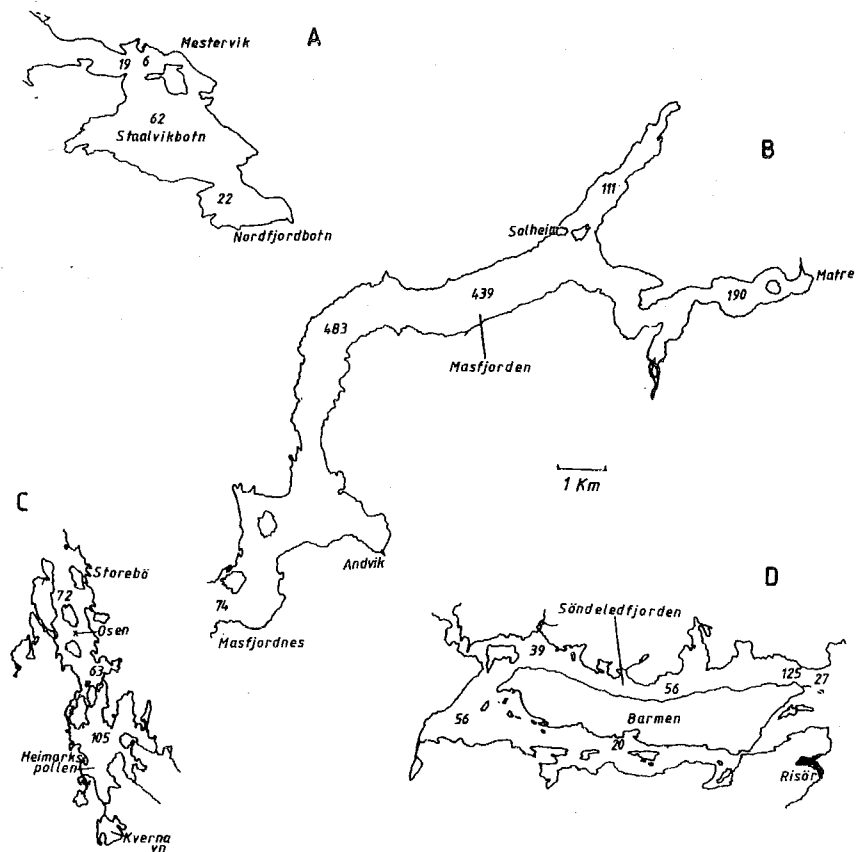 A
Mestervik
19
6
62
Staalvikbotn
22
Nordfjordbotn
B
111
Solheim
Matre
190
439
483
Masfjorden
1 Km
Andvik
74
Masfjordnes
C
Storebö
72
Osen
63
105
Heimarks
pollen
Kverna
vn
D
Söndeledfjorden
39
125
27
56
56
Barmen
20
Risör